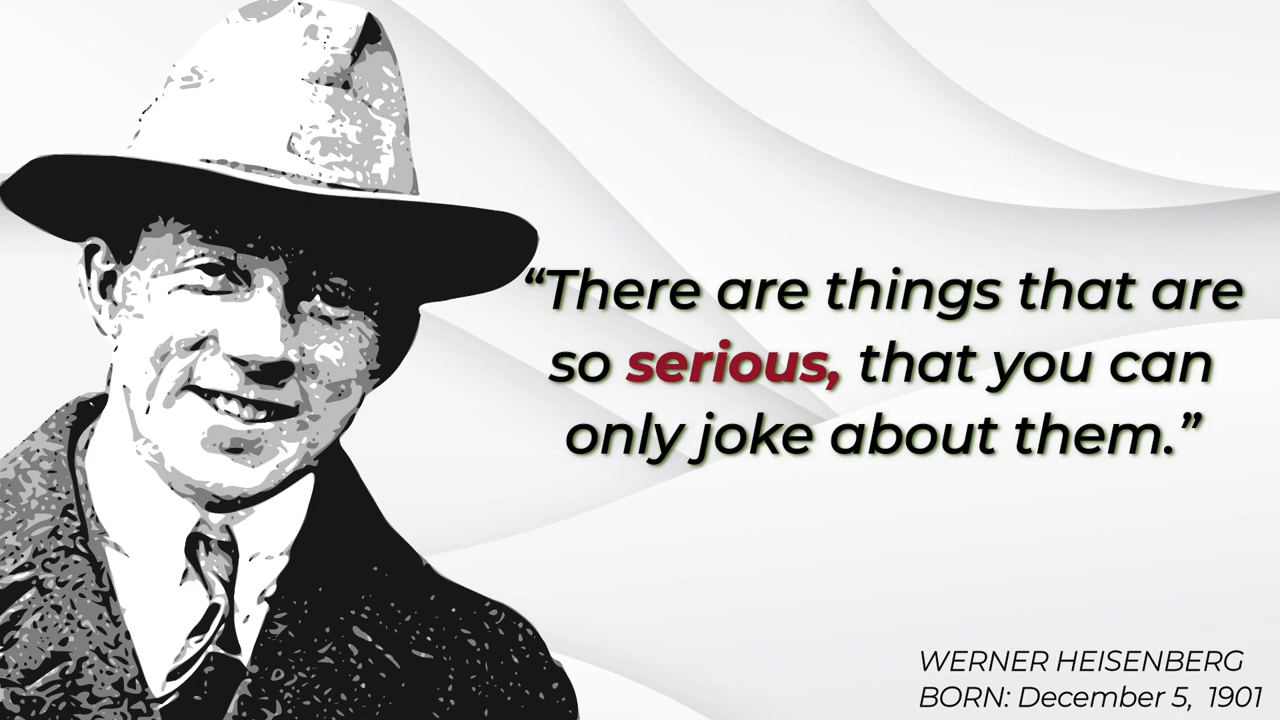 “There are things that are
so serious, that you can
only joke about them.”
WERNER HEISENBERG
BORN: December 5, 1901